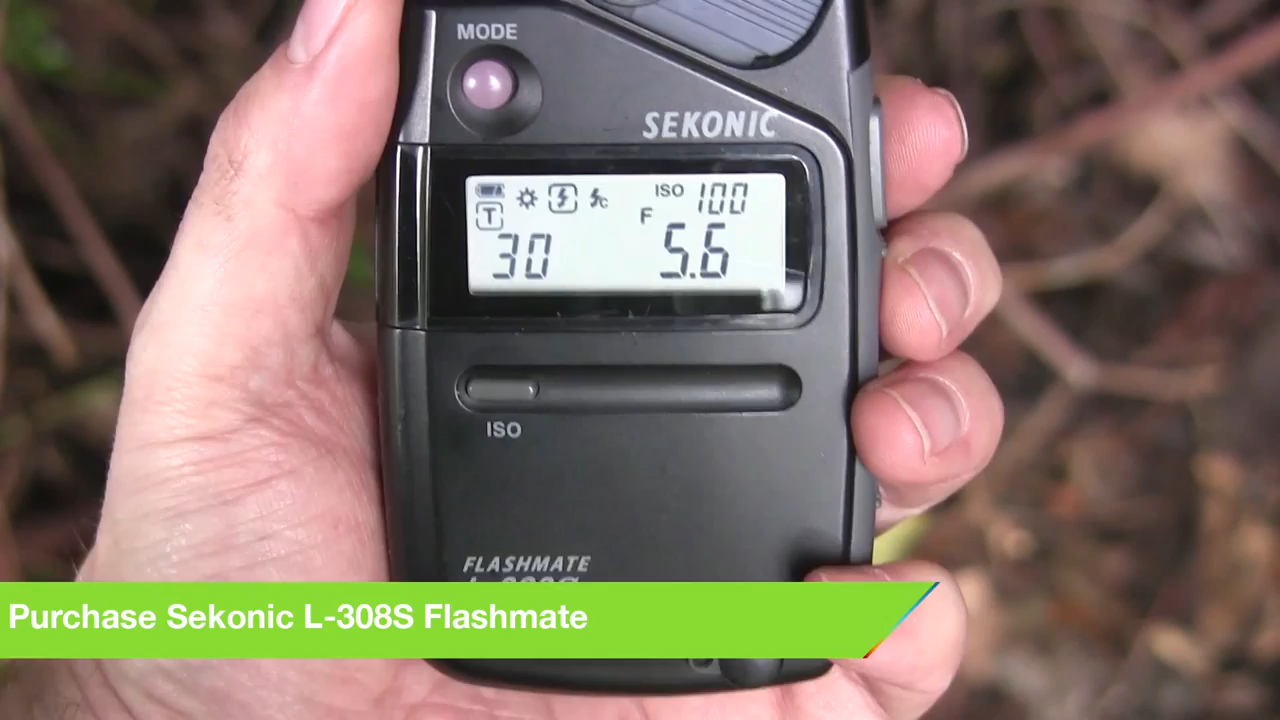 MODE
SEKONIC
ISO 100
T
F
30 5.6
ISO
FLASHMATE
Purchase Sekonic L-308S Flashmate